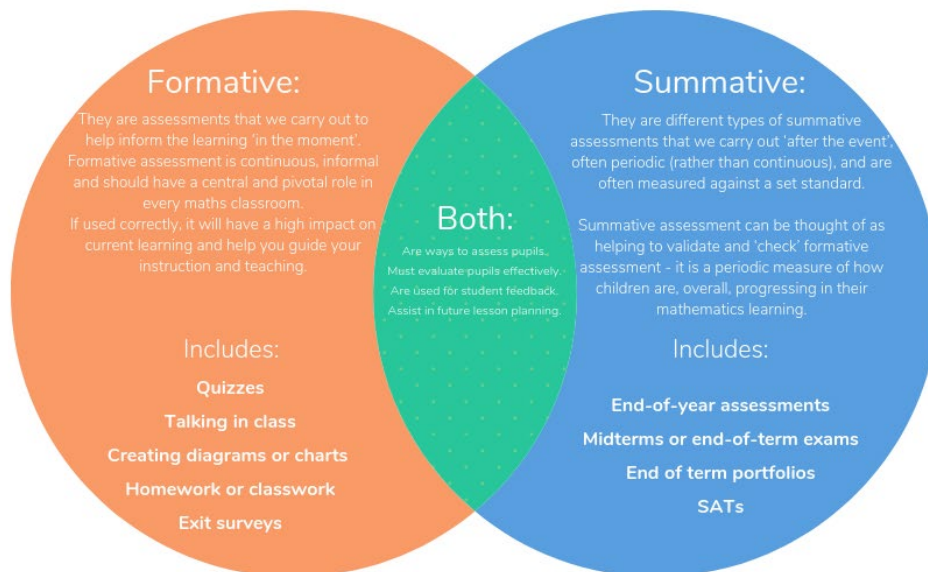 Formative:
They are assessments that we carry out to
help inform the learning ‘in the moment’.
Formative assessment is continuous, informal
and should have a central and pivotal role in
every maths classroom.
If used correctly, it will have a high impact on
current learning and help you guide your
instruction and teaching.
Includes:
Quizzes
Talking in class
Creating diagrams or charts
Homework or classwork
Exit surveys
Both:
Are ways to assess pupils.
Must evaluate pupils effectively.
Are used for student feedback.
Assist in future lesson planning.
Summative:
They are different types of summative
assessments that we carry out ‘after the event’,
often periodic (rather than continuous), and are
often measured against a set standard.
Summative assessment can be thought of as
helping to validate and ‘check’ formative
assessment - it is a periodic measure of how
children are, overall, progressing in their
mathematics learning.
Includes:
End-of-year assessments
Midterms or end-of-term exams
End of term portfolios
SATs